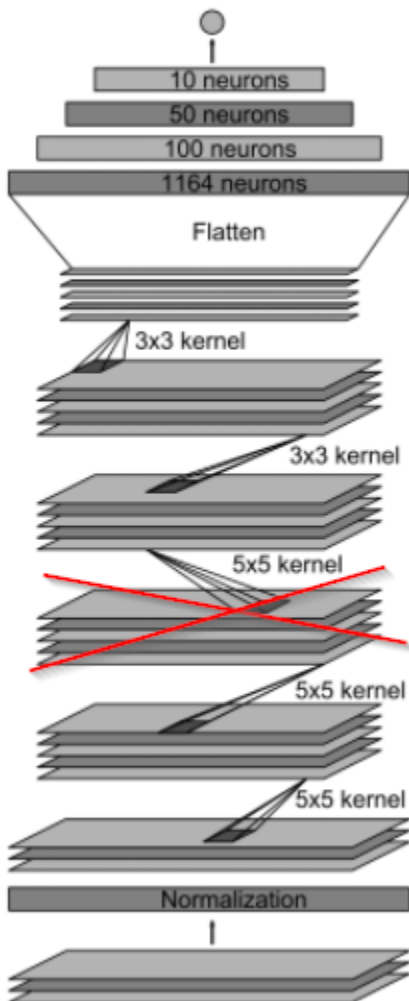 10 neurons
50 neurons
100 neurons
1164 neurons
Flatten
3x3 kernel
3x3 kernel
5x5 kernel
5x5 kernel
5x5 kernel
Normalization